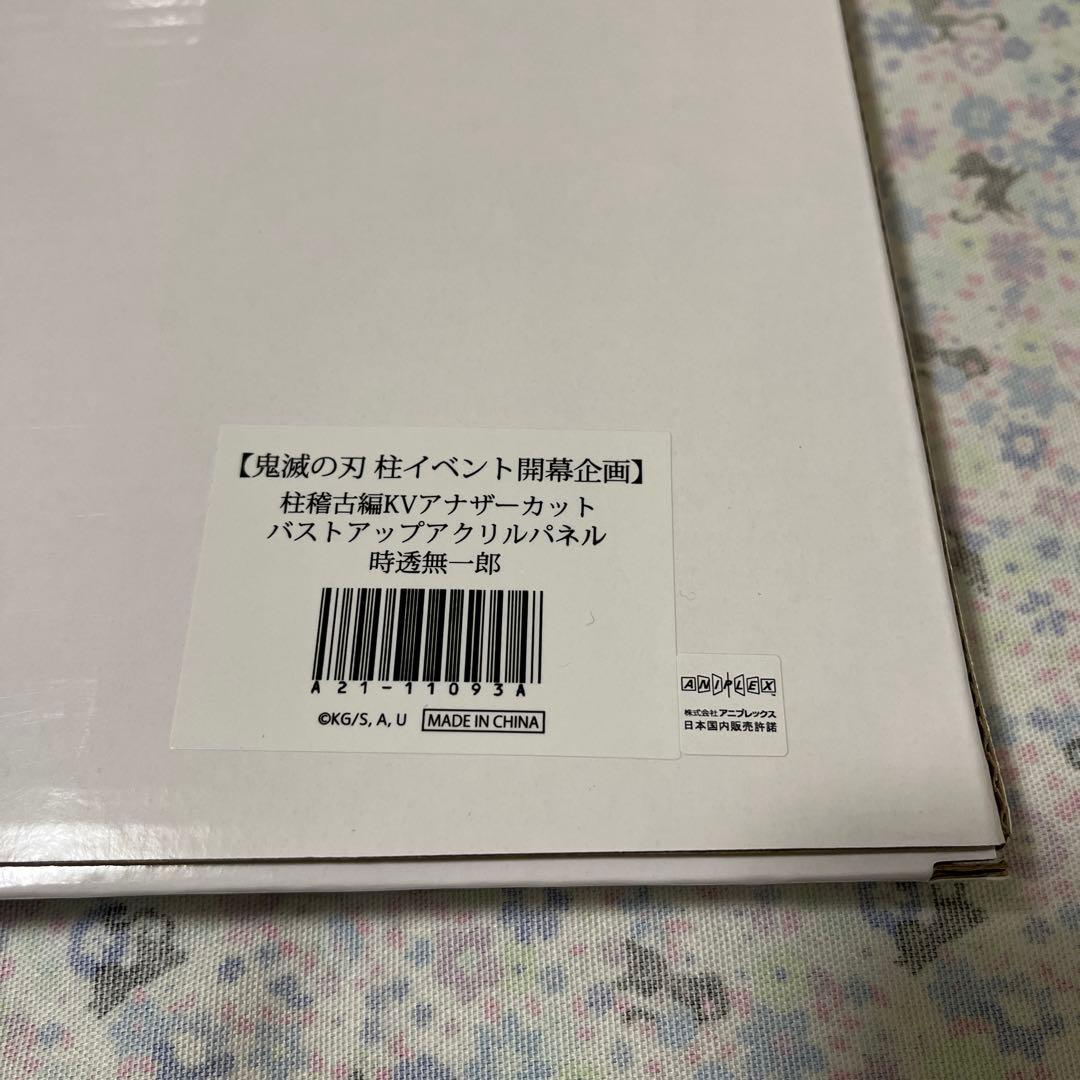 【鬼滅の刃 柱イベント開幕企画】
柱稽古編KVアナザーカット
バストアップアクリルパネル
時透無一郎
A21-11093A
©KG/S, A, U MADE IN CHINA
ANIPLEX
株式会社アニプレックス
日本国内販売許諾